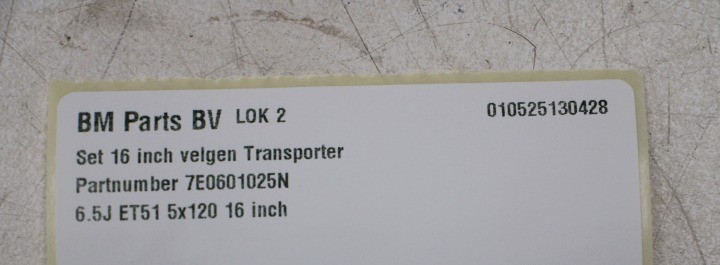 BM Parts BV LOK 2 010525130428
Set 16 inch velgen Transporter
Partnumber 7E0601025N
6.5J ET51 5x120 16 inch